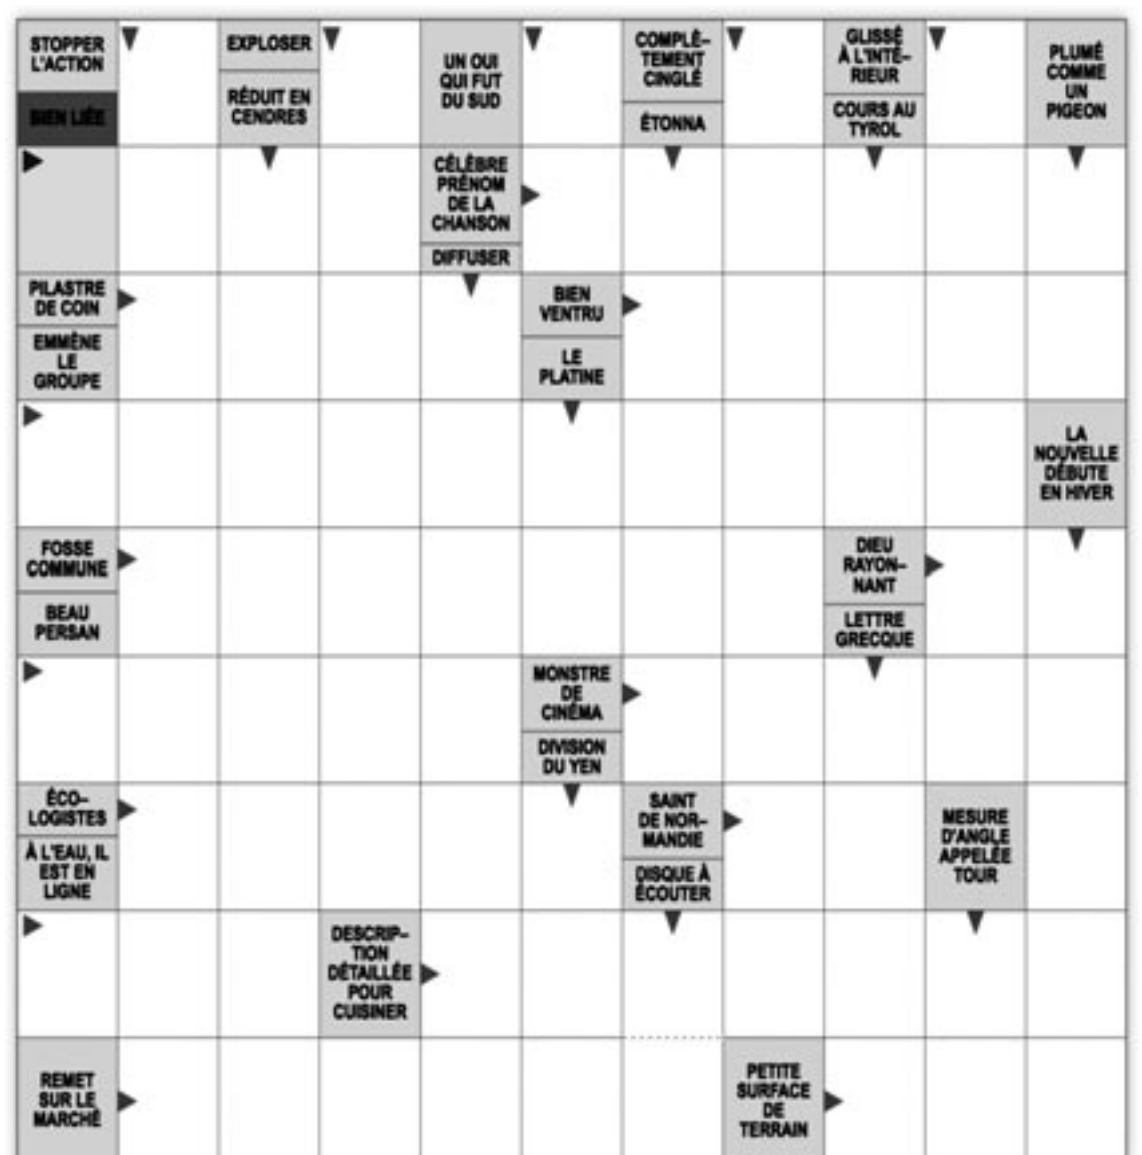 STOPPER
L'ACTION
BIEN LIÉE
EXPLOSER
RÉDUIT EN
CENDRES
UN OUI
QUI FUT
DU SUD
COMPLÈ-
TEMENT
CINGLÉ
ÉTONNA
GLISSÉ
À L'INTÉ-
RIEUR
COURS AU
TYROL
PLUMÉ
COMME
UN
PIGEON
CÉLÈBRE
PRÉNOM
DE LA
CHANSON
DIFFUSER
PILASTRE
DE COIN
EMMÈNE
LE
GROUPE
BIEN
VENTRU
LE
PLATINE
LA
NOUVELLE
DÉBUTE
EN HIVER
FOSSE
COMMUNE
BEAU
PERSAN
DIEU
RAYON-
NANT
LETTRE
GRECQUE
MONSTRE
DE
CINÉMA
DIVISION
DU YEN
ÉCO-
LOGISTES
À L'EAU, IL
EST EN
LIGNE
SAINT
DE NOR-
MANDIE
DISQUE À
ÉCOUTER
MESURE
D'ANGLE
APPELÉE
TOUR
DESCRIP-
TION
DÉTAILLÉE
POUR
CUISINER
REMET
SUR LE
MARCHÉ
PETITE
SURFACE
DE
TERRAIN